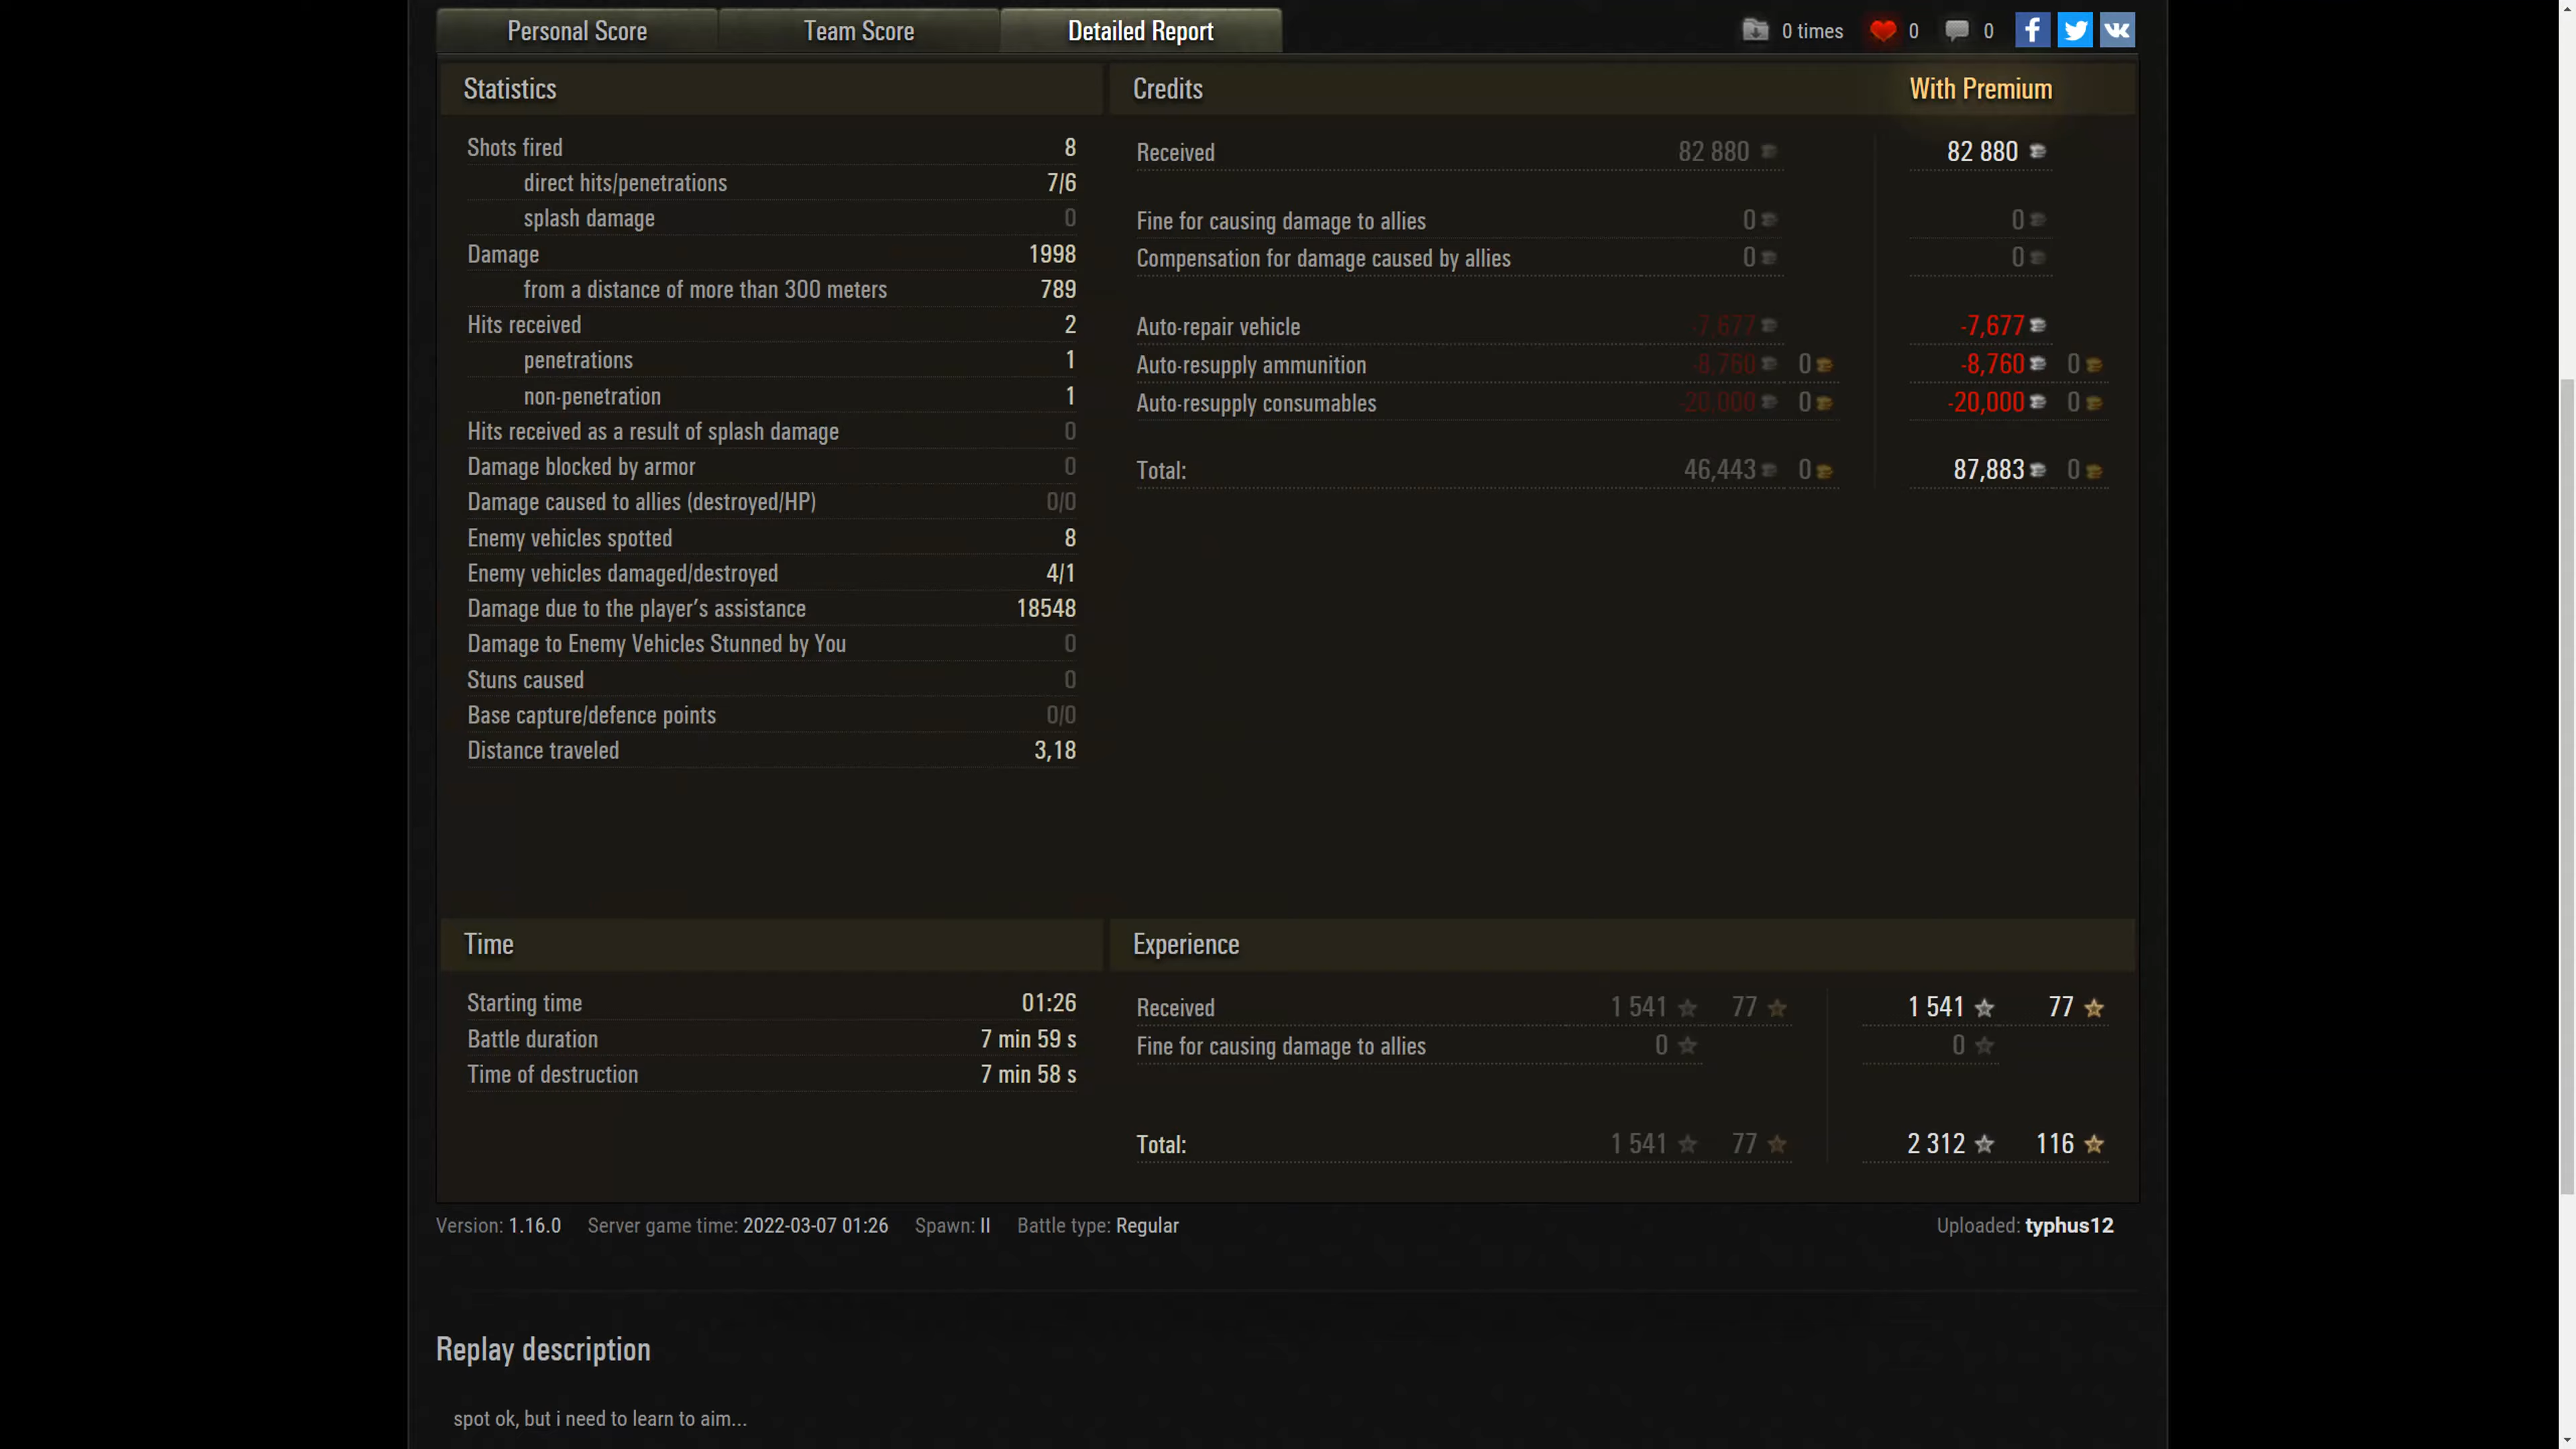 Personal Score Team Score Detailed Report 0 times 0 0
Statistics
Shots fired 8
direct hits/penetrations 7/6
splash damage 0
Damage 1998
from a distance of more than 300 meters 789
Hits received 2
penetrations 1
non-penetration 1
Hits received as a result of splash damage 0
Damage blocked by armor 0
Damage caused to allies (destroyed/HP) 0/0
Enemy vehicles spotted 8
Enemy vehicles damaged/destroyed 4/1
Damage due to the player's assistance 18548
Damage to Enemy Vehicles Stunned by You 0
Stuns caused 0
Base capture/defence points 0/0
Distance traveled 3,18
Credits With Premium
Received 82 880 82 880
Fine for causing damage to allies 0 0
Compensation for damage caused by allies 0 0
Auto-repair vehicle -7,677 -7,677
Auto-resupply ammunition -8,760 0 -8,760 0
Auto-resupply consumables -20,000 0 -20,000 0
Total: 46,443 0 87,883 0
Time
Starting time 01:26
Battle duration 7 min 59 s
Time of destruction 7 min 58 s
Experience
Received 1 541 77 1 541 77
Fine for causing damage to allies 0 0
Total: 1 541 77 2 312 116
Version: 1.16.0 Server game time: 2022-03-07 01:26 Spawn: II Battle type: Regular Uploaded: typhus12
Replay description
spot ok, but i need to learn to aim...